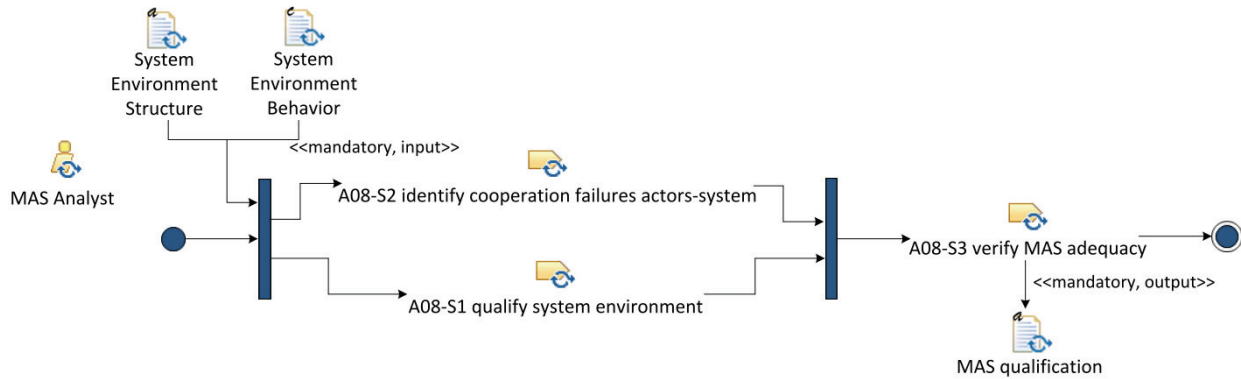 a
c
System
Environment
Structure
System
Environment
Behavior
<<mandatory, input>>
MAS Analyst
A08-S2 identify cooperation failures actors-system
A08-S3 verify MAS adequacy
<<mandatory, output>>
A08-S1 qualify system environment
a
MAS qualification